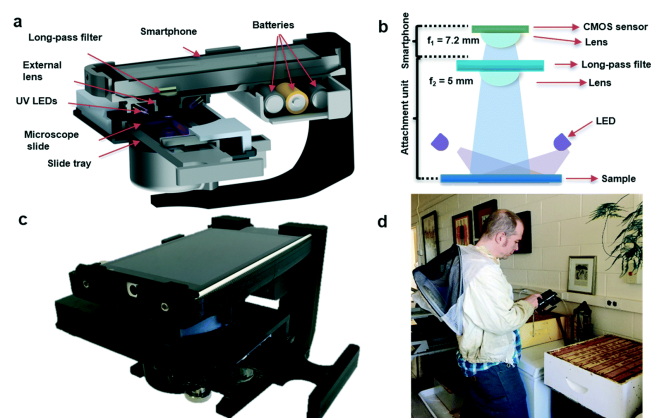 a
Smartphone
Batteries
Long-pass filter
External
lens
UV LEDs
Microscope
slide
Slide tray
b
Smartphone
Attachment unit
CMOS sensor
f₁ = 7.2 mm
Lens
Long-pass filte
f₂ = 5 mm
Lens
LED
Sample
c
d